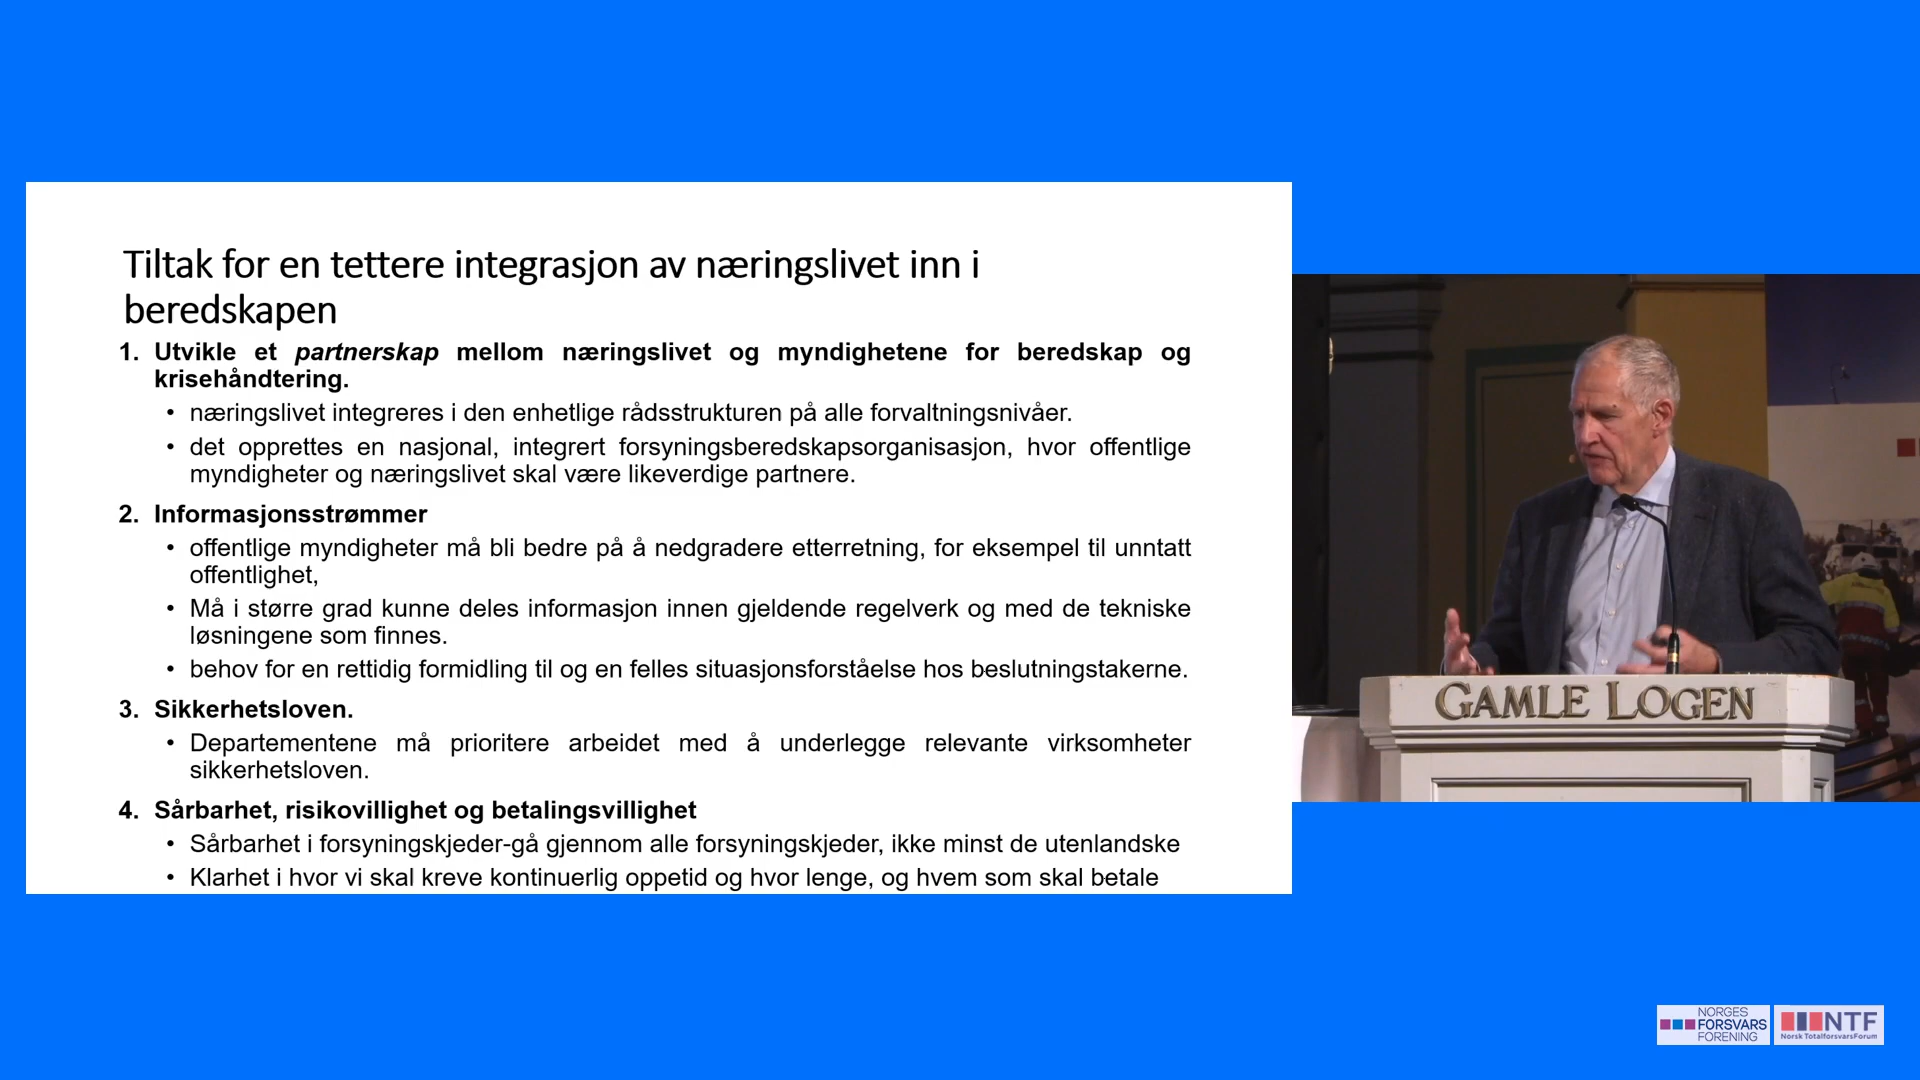 Tiltak for en tettere integrasjon av næringslivet inn i
beredskapen
1. Utvikle et partnerskap mellom næringslivet og myndighetene for beredskap og
krisehåndtering.
• næringslivet integreres i den enhetlige rådsstrukturen på alle forvaltningsnivåer.
• det opprettes en nasjonal, integrert forsyningsberedskapsorganisasjon, hvor offentlige
myndigheter og næringslivet skal være likeverdige partnere.
2. Informasjonsstrømmer
• offentlige myndigheter må bli bedre på å nedgradere etterretning, for eksempel til unntatt
offentlighet,
• Må i større grad kunne deles informasjon innen gjeldende regelverk og med de tekniske
løsningene som finnes.
• behov for en rettidig formidling til og en felles situasjonsforståelse hos beslutningstakerne.
3. Sikkerhetsloven.
• Departementene må prioritere arbeidet med å underlegge relevante virksomheter
sikkerhetsloven.
4. Sårbarhet, risikovillighet og betalingsvillighet
• Sårbarhet i forsyningskjeder-gå gjennom alle forsyningskjeder, ikke minst de utenlandske
• Klarhet i hvor vi skal kreve kontinuerlig oppetid og hvor lenge, og hvem som skal betale
GAMLE LOGEN
NORGES
FORSVARS
FORENING
NTF
Norsk TotalforsvarsForum